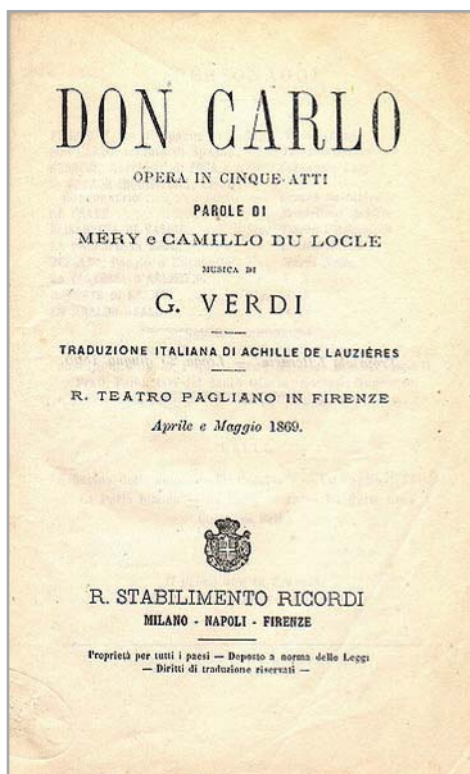 DON CARLO
OPERA IN CINQUE ATTI
PAROLE DI
MÉRY e CAMILLO DU LOCLE
MUSICA DI
G. VERDI
TRADUZIONE ITALIANA DI ACHILLE DE LAUZIÈRES
R. TEATRO PAGLIANO IN FIRENZE
Aprile e Maggio 1869.
R. STABILIMENTO RICORDI
MILANO - NAPOLI - FIRENZE
Proprietà per tutti i paesi — Deposto a norma delle Leggi
— Diritti di traduzione riservati —